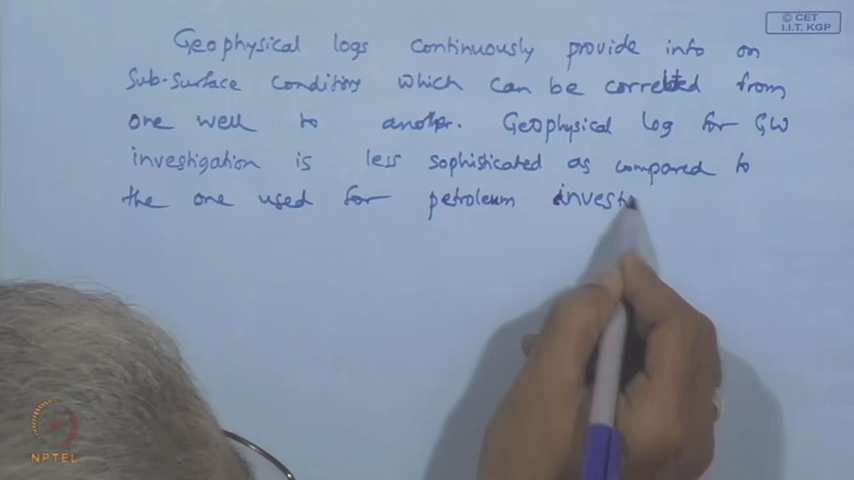 © CET
I.I.T. KGP
Geophysical logs continuously provide info on
Sub-Surface conditions which can be correlated from
one well to another. Geophysical log for GW
investigation is less sophisticated as compared to
the one used for petroleum invest
NPTEL